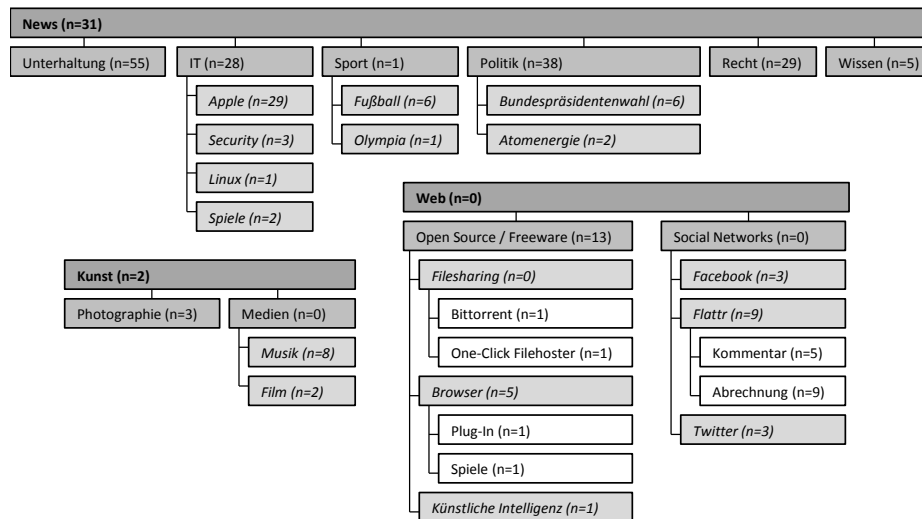 News (n=31)
Unterhaltung (n=55)
IT (n=28)
Sport (n=1)
Politik (n=38)
Recht (n=29)
Wissen (n=5)
Apple (n=29)
Fußball (n=6)
Bundespräsidentenwahl (n=6)
Security (n=3)
Olympia (n=1)
Atomenergie (n=2)
Linux (n=1)
Spiele (n=2)
Web (n=0)
Open Source / Freeware (n=13)
Social Networks (n=0)
Filesharing (n=0)
Facebook (n=3)
Bittorrent (n=1)
Flattr (n=9)
One-Click Filehoster (n=1)
Kommentar (n=5)
Browser (n=5)
Abrechnung (n=9)
Plug-In (n=1)
Twitter (n=3)
Spiele (n=1)
Künstliche Intelligenz (n=1)
Kunst (n=2)
Photographie (n=3)
Medien (n=0)
Musik (n=8)
Film (n=2)